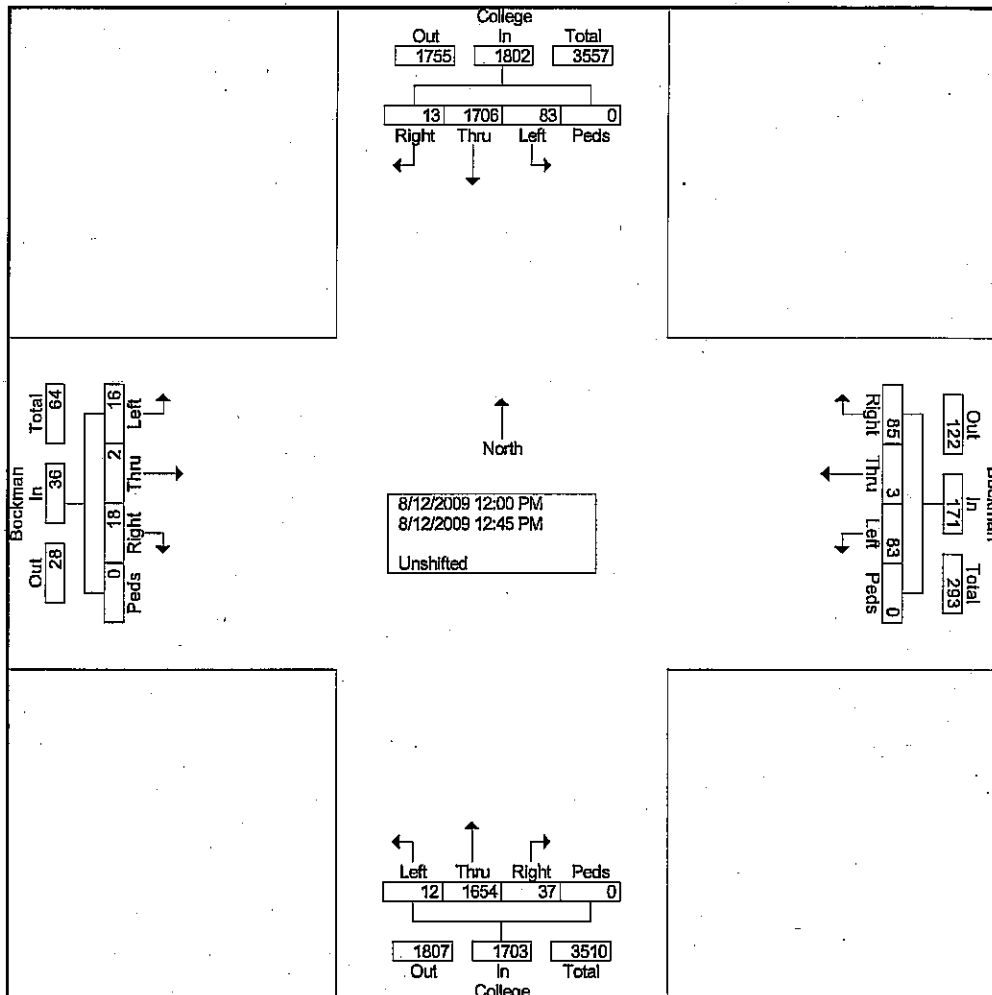 College
Out In Total
1755 1802 3557
13 1706 83 0
Right Thru Left Peds
Bockman
Total In Out
64 36 28
16 2 18 0
Left Thru Right Peds
North
8/12/2009 12:00 PM
8/12/2009 12:45 PM
Unshifted
Right Thru Left Peds
85 3 83 0
Out In Total
122 171 293
Left Thru Right Peds
12 1654 37 0
1807 1703 3510
Out In Total
College